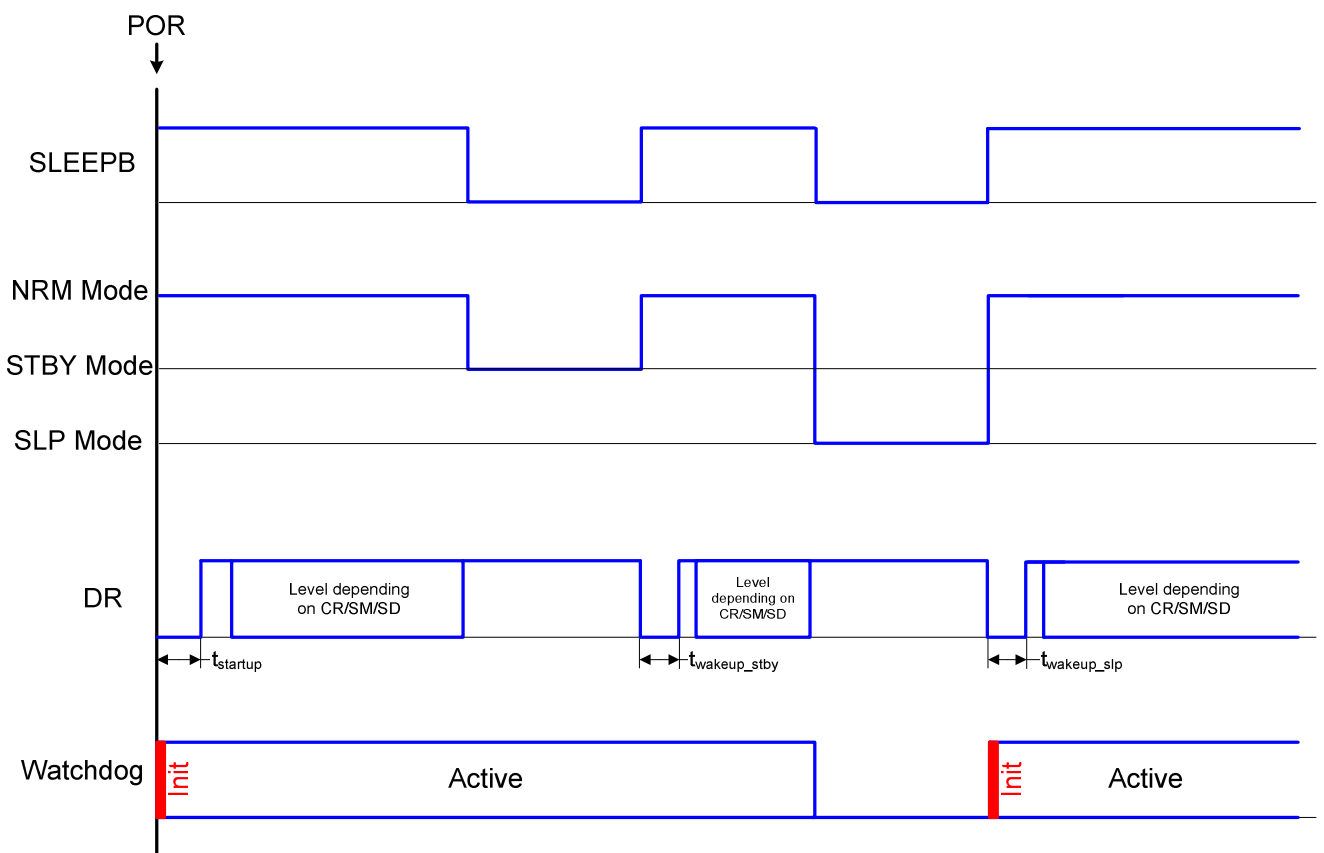 POR
SLEEPB
NRM Mode
STBY Mode
SLP Mode
DR
Level depending
on CR/SM/SD
Level
depending on
CR/SM/SD
Level depending
on CR/SM/SD
tstartup
twakeup_stby
twakeup_slp
Watchdog
Init
Active
Init
Active